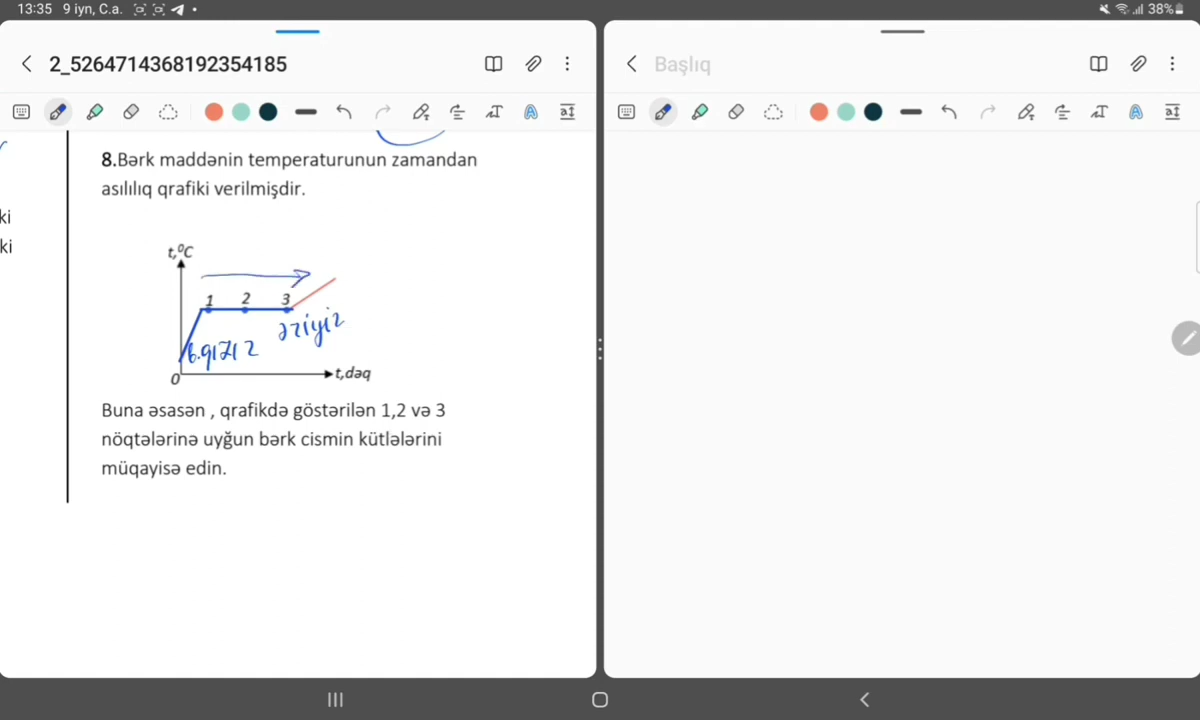 13:35 9 iyn, C.a. 38%
2_5264714368192354185
Başlıq
ki
ki
8.Bərk maddənin temperaturunun zamandan
asılılıq qrafiki verilmişdir.
t,⁰C
1 2 3
əriyir
0
t,dəq
Buna əsasən , qrafikdə göstərilən 1,2 və 3
nöqtələrinə uyğun bərk cismin kütlələrini
müqayisə edin.